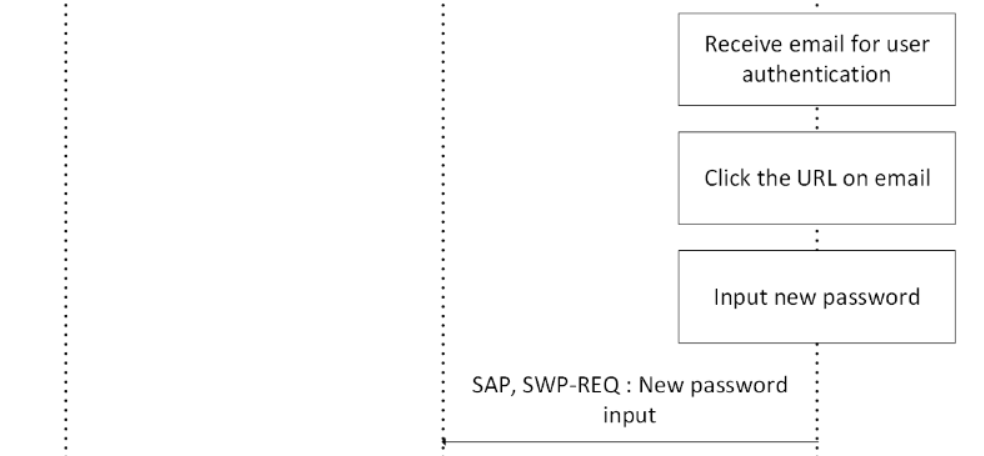 Receive email for user
authentication
Click the URL on email
Input new password
SAP, SWP-REQ : New password
input